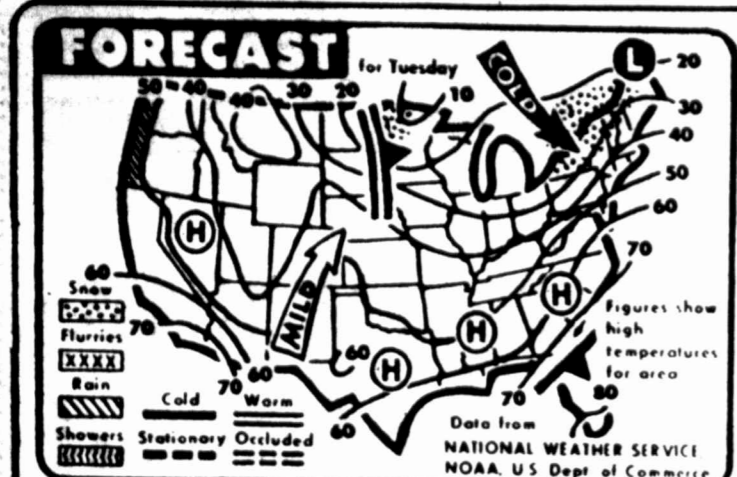 FORECAST
for Tuesday
COLD
L
20
50 40 40 30 20 10
30
40
50
60
70
H
MILD
60
70
70
60
H
60
H
H
60
70
80
Snow
Flurries
Rain
Showers
Cold
Warm
Stationary
Occluded
Figures show
high
temperatures
for area
Data from
NATIONAL WEATHER SERVICE,
NOAA, U S Dept of Commerce